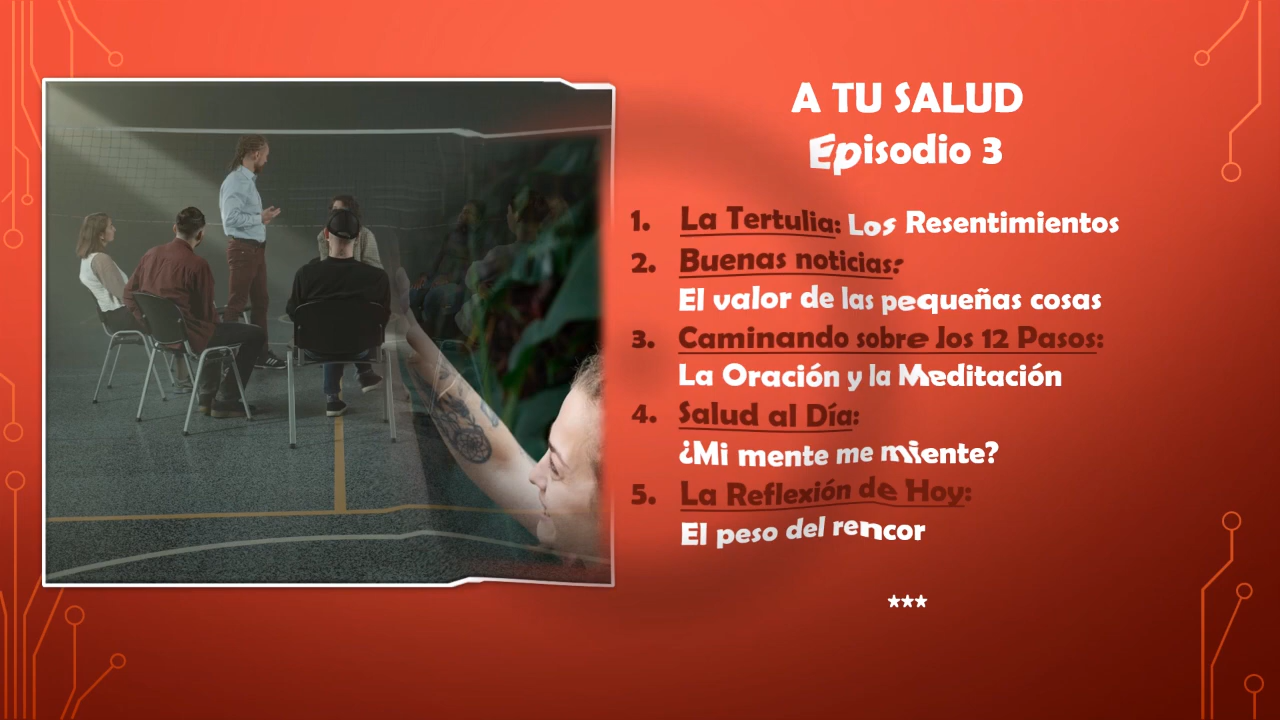 A TU SALUD
Episodio 3
1. La Tertulia: Los Resentimientos
2. Buenas noticias:
El valor de las pequeñas cosas
3. Caminando sobre los 12 Pasos:
La Oración y la Meditación
4. Salud al Día:
¿Mi mente me miente?
5. La Reflexión de Hoy:
El peso del rencor
***